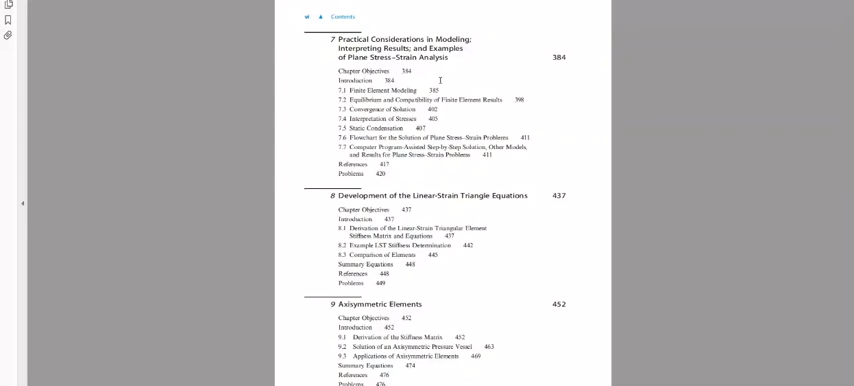 vi ▲ Contents
7 Practical Considerations in Modeling;
Interpreting Results; and Examples
of Plane Stress–Strain Analysis 384
Chapter Objectives 384
Introduction 384
7.1 Finite Element Modeling 385
7.2 Equilibrium and Compatibility of Finite Element Results 398
7.3 Convergence of Solution 402
7.4 Interpretation of Stresses 405
7.5 Static Condensation 407
7.6 Flowchart for the Solution of Plane Stress–Strain Problems 411
7.7 Computer Program-Assisted Step-by-Step Solution, Other Models,
and Results for Plane Stress–Strain Problems 411
References 417
Problems 420
8 Development of the Linear-Strain Triangle Equations 437
Chapter Objectives 437
Introduction 437
8.1 Derivation of the Linear-Strain Triangular Element
Stiffness Matrix and Equations 437
8.2 Example LST Stiffness Determination 442
8.3 Comparison of Elements 445
Summary Equations 448
References 448
Problems 449
4
9 Axisymmetric Elements 452
Chapter Objectives 452
Introduction 452
9.1 Derivation of the Stiffness Matrix 452
9.2 Solution of an Axisymmetric Pressure Vessel 463
9.3 Applications of Axisymmetric Elements 469
Summary Equations 474
References 476
Problems 476